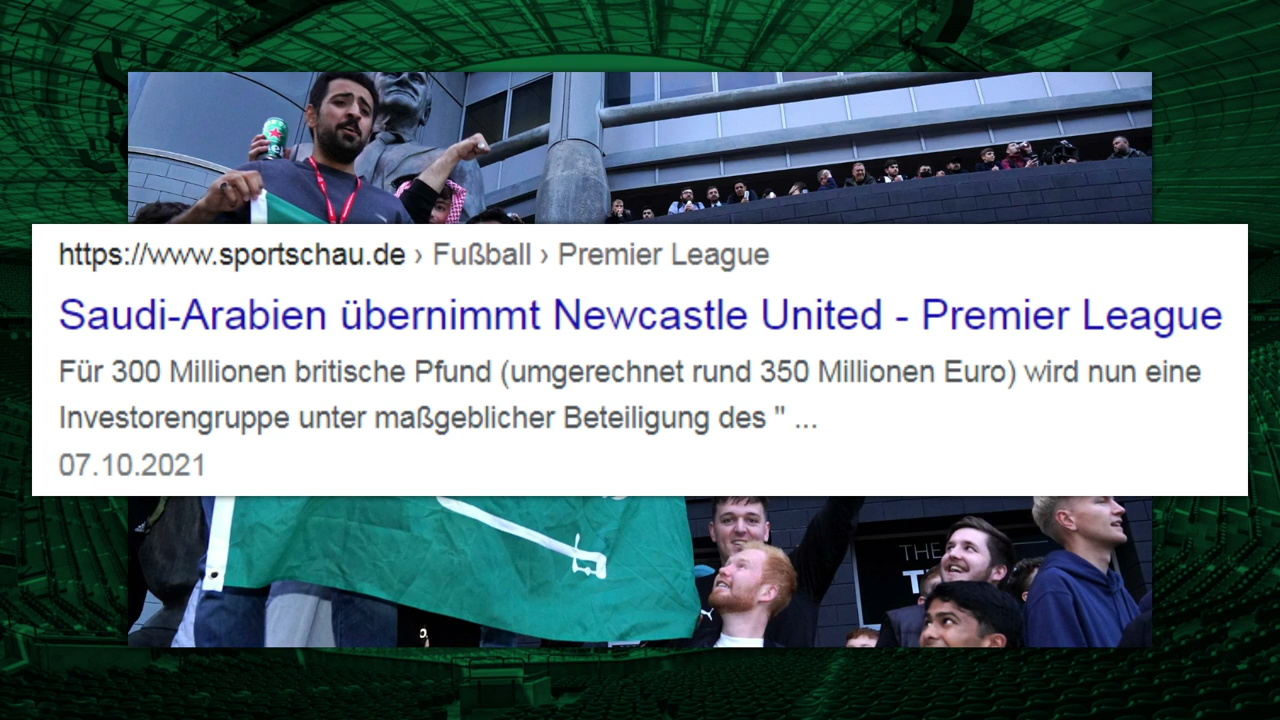 https://www.sportschau.de › Fußball › Premier League
Saudi-Arabien übernimmt Newcastle United - Premier League
Für 300 Millionen britische Pfund (umgerechnet rund 350 Millionen Euro) wird nun eine
Investorengruppe unter maßgeblicher Beteiligung des " ...
07.10.2021
THE
T